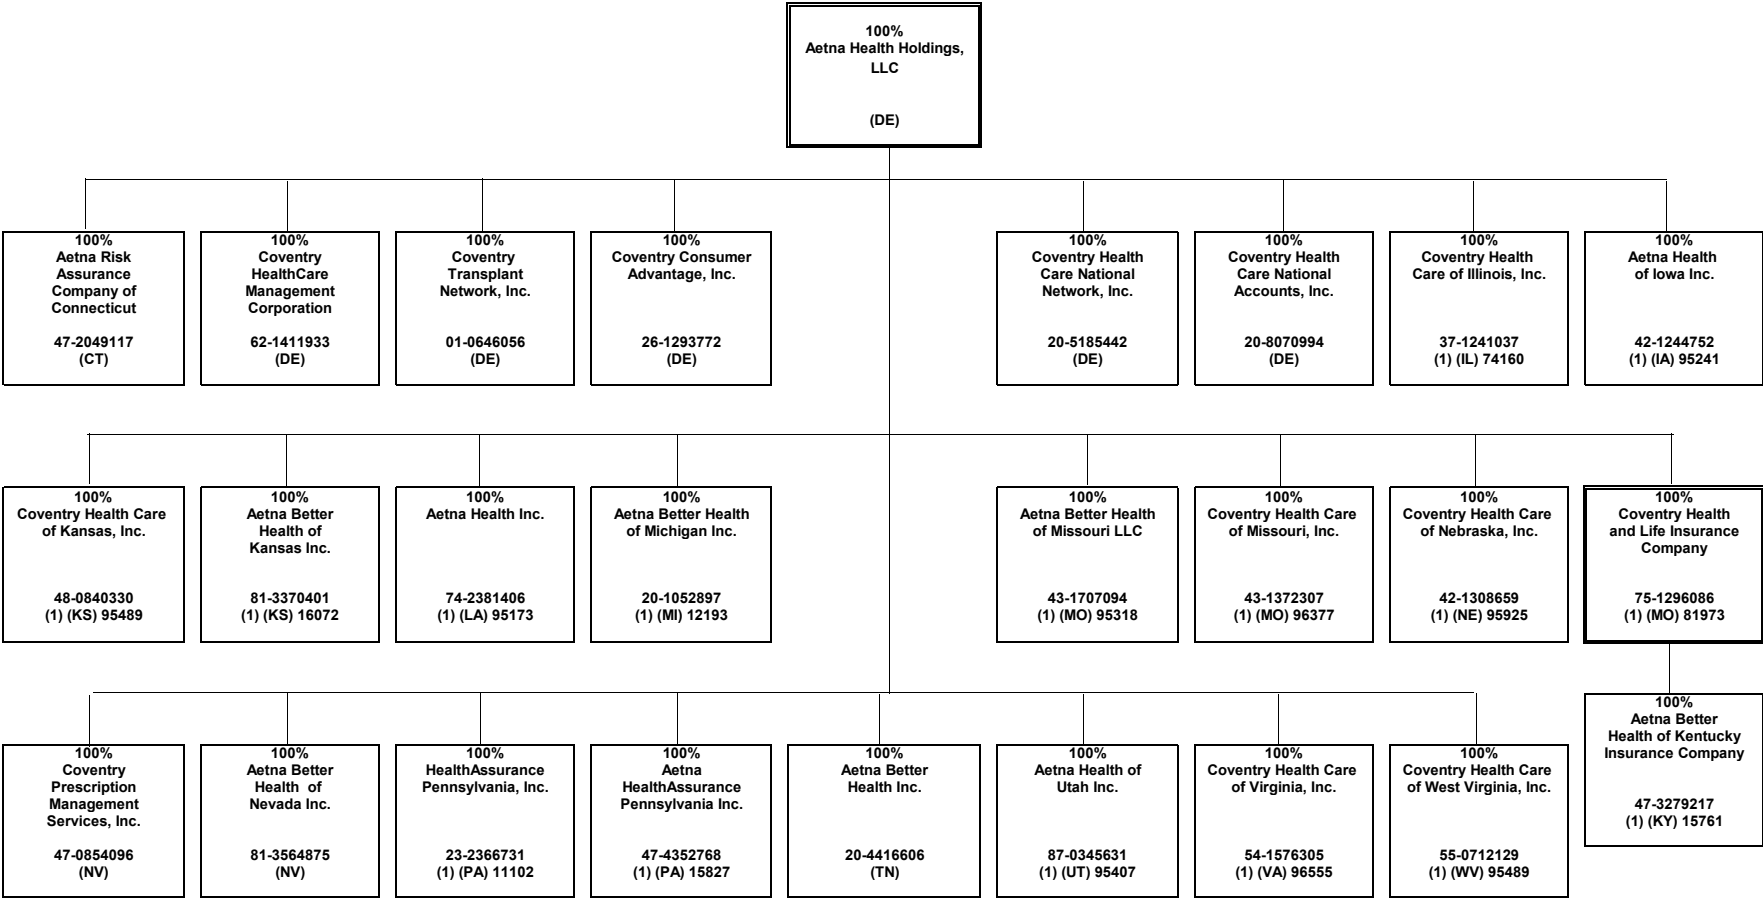 100%
Aetna Health Holdings,
LLC
(DE)
100%
Aetna Risk
Assurance
Company of
Connecticut
47-2049117
(CT)
100%
Coventry
HealthCare
Management
Corporation
62-1411933
(DE)
100%
Coventry
Transplant
Network, Inc.
01-0646056
(DE)
100%
Coventry Consumer
Advantage, Inc.
26-1293772
(DE)
100%
Coventry Health
Care National
Network, Inc.
20-5185442
(DE)
100%
Coventry Health
Care National
Accounts, Inc.
20-8070994
(DE)
100%
Coventry Health
Care of Illinois, Inc.
37-1241037
(1) (IL) 74160
100%
Aetna Health
of Iowa Inc.
42-1244752
(1) (IA) 95241
100%
Coventry Health Care
of Kansas, Inc.
48-0840330
(1) (KS) 95489
100%
Aetna Better
Health of
Kansas Inc.
81-3370401
(1) (KS) 16072
100%
Aetna Health Inc.
74-2381406
(1) (LA) 95173
100%
Aetna Better Health
of Michigan Inc.
20-1052897
(1) (MI) 12193
100%
Aetna Better Health
of Missouri LLC
43-1707094
(1) (MO) 95318
100%
Coventry Health Care
of Missouri, Inc.
43-1372307
(1) (MO) 96377
100%
Coventry Health Care
of Nebraska, Inc.
42-1308659
(1) (NE) 95925
100%
Coventry Health
and Life Insurance
Company
75-1296086
(1) (MO) 81973
100%
Aetna Better
Health of Kentucky
Insurance Company
47-3279217
(1) (KY) 15761
100%
Coventry
Prescription
Management
Services, Inc.
47-0854096
(NV)
100%
Aetna Better
Health of
Nevada Inc.
81-3564875
(NV)
100%
HealthAssurance
Pennsylvania, Inc.
23-2366731
(1) (PA) 11102
100%
Aetna
HealthAssurance
Pennsylvania Inc.
47-4352768
(1) (PA) 15827
100%
Aetna Better
Health Inc.
20-4416606
(TN)
100%
Aetna Health of
Utah Inc.
87-0345631
(1) (UT) 95407
100%
Coventry Health Care
of Virginia, Inc.
54-1576305
(1) (VA) 96555
100%
Coventry Health Care
of West Virginia, Inc.
55-0712129
(1) (WV) 95489